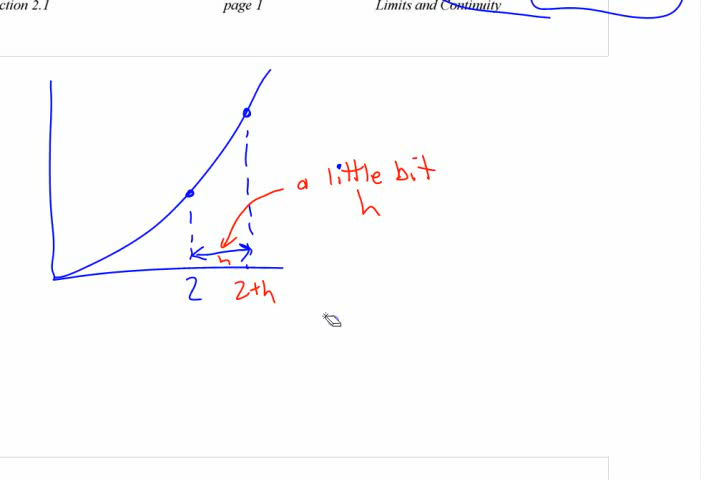 ction 2.1 page 1 Limits and Continuity
a little bit
h
h
2 2+h